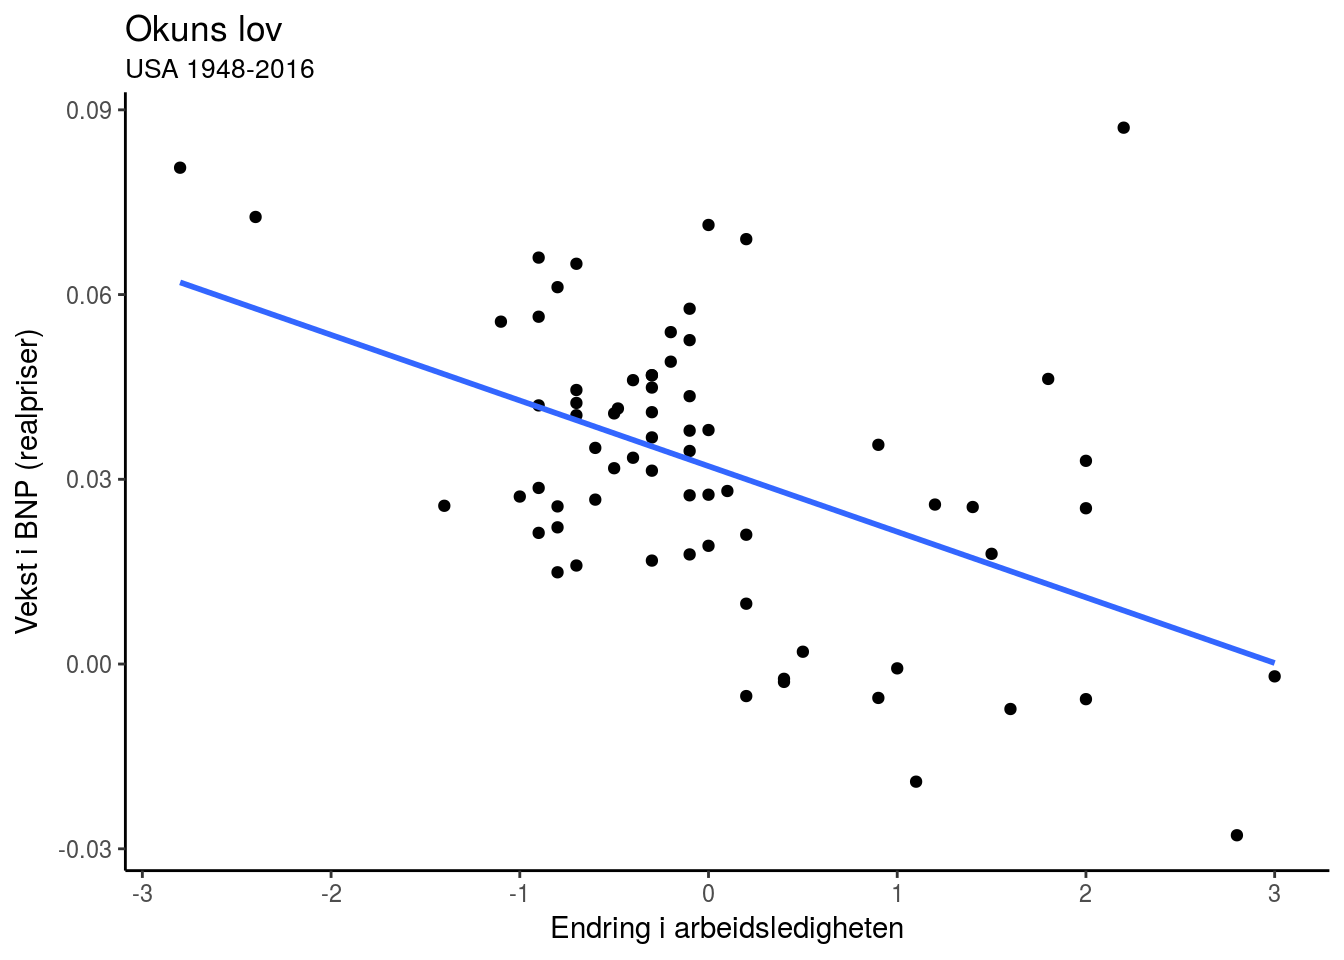 Okuns lov
USA 1948-2016
Vekst i BNP (realpriser)
0.09
0.06
0.03
0.00
-0.03
-3 -2 -1 0 1 2 3
Endring i arbeidsledigheten